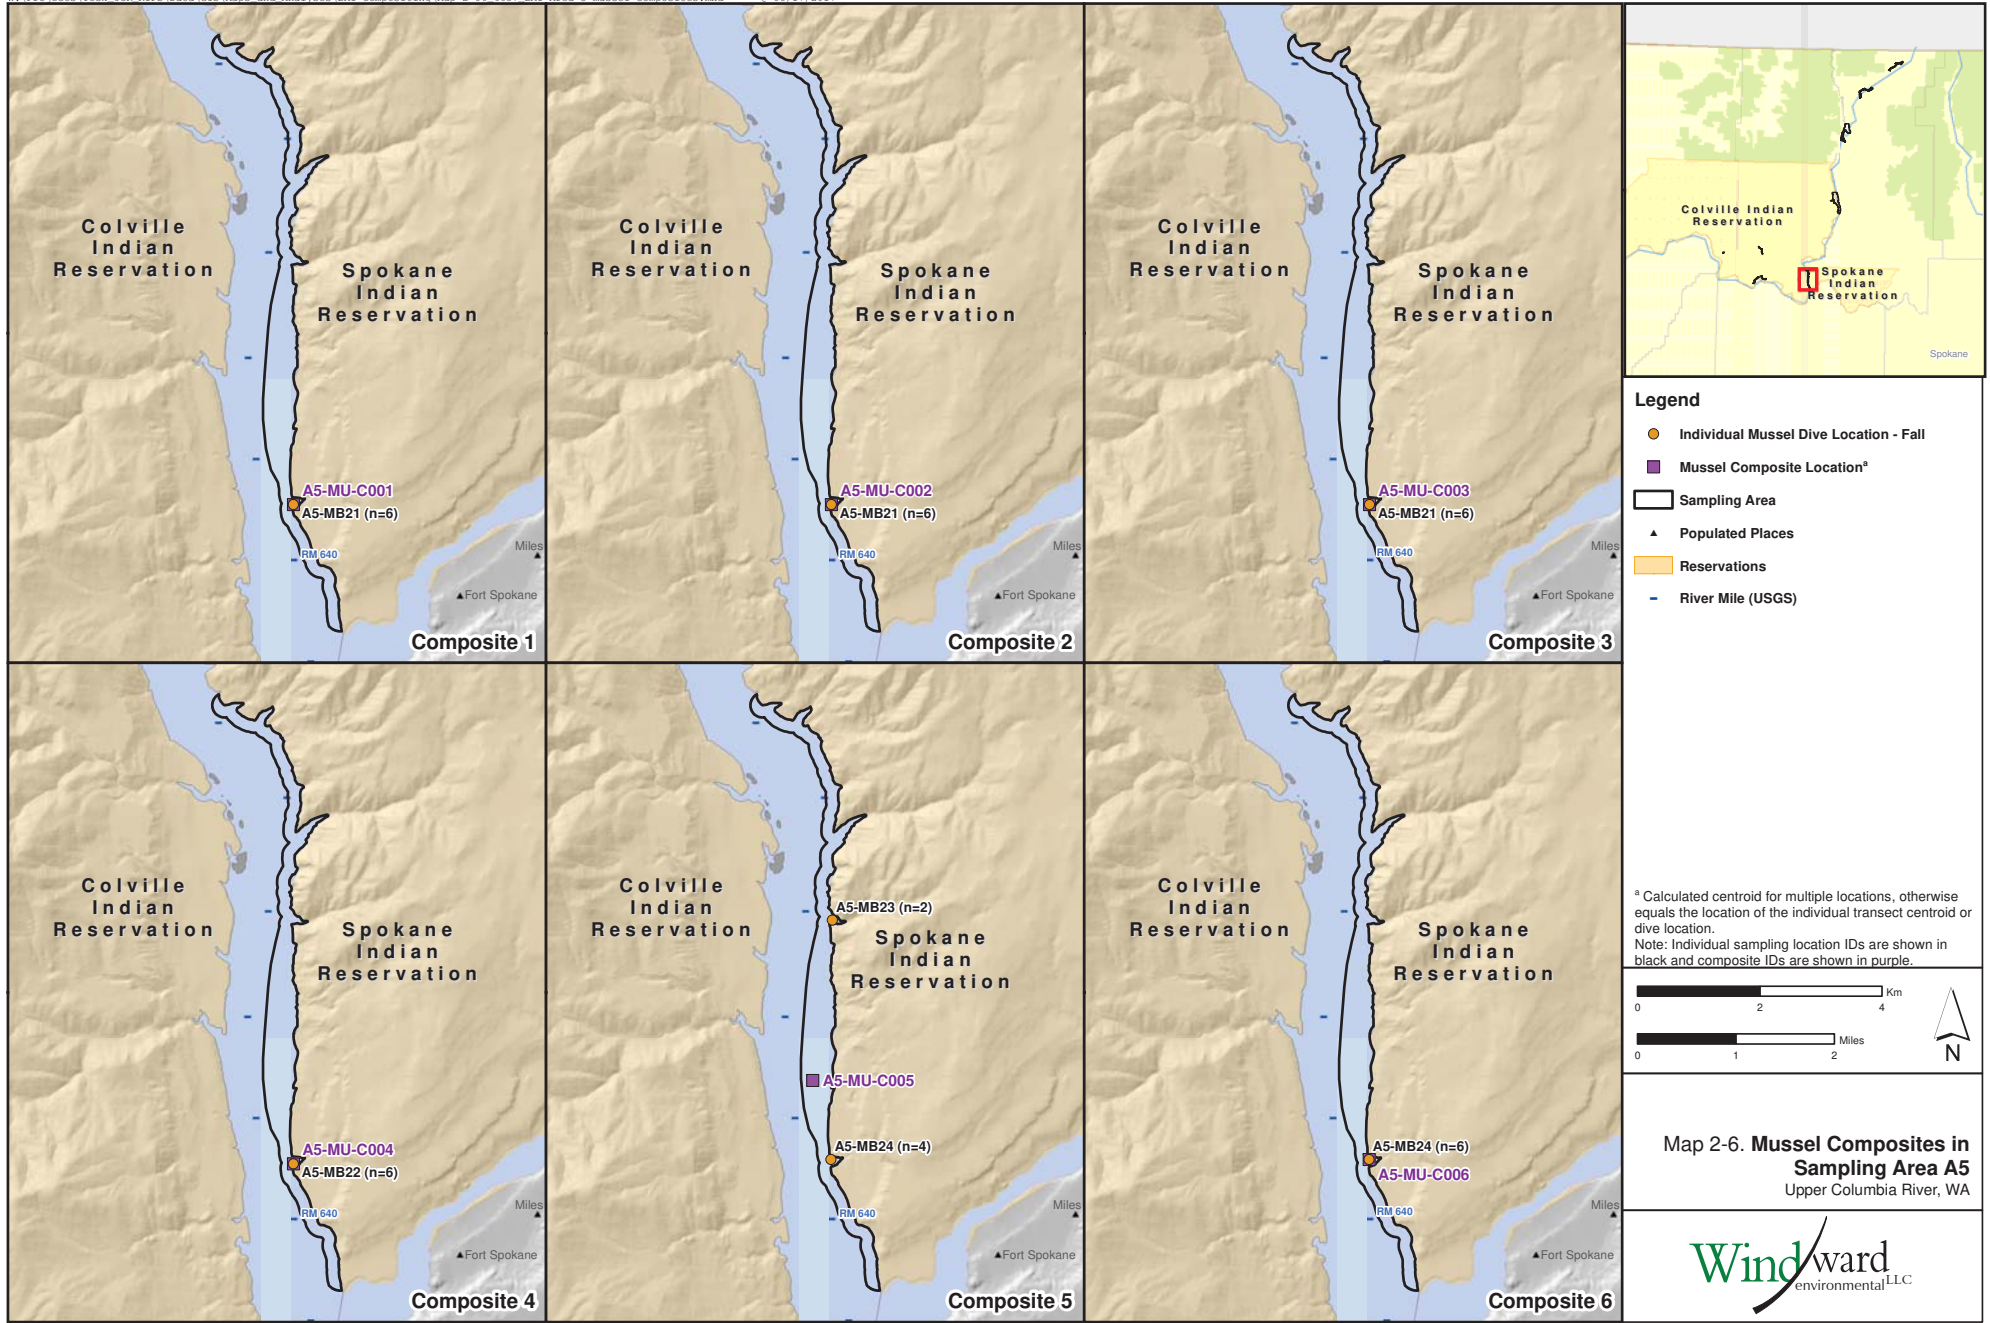 Colville
Indian
Reservation
Spokane
Indian
Reservation
A5-MU-C001
A5-MB21 (n=6)
RM 640
Miles
Fort Spokane
Composite 1
Colville
Indian
Reservation
Spokane
Indian
Reservation
A5-MU-C002
A5-MB21 (n=6)
RM 640
Miles
Fort Spokane
Composite 2
Colville
Indian
Reservation
Spokane
Indian
Reservation
A5-MU-C003
A5-MB21 (n=6)
RM 640
Miles
Fort Spokane
Composite 3
Colville
Indian
Reservation
Spokane
Indian
Reservation
A5-MU-C004
A5-MB22 (n=6)
RM 640
Miles
Fort Spokane
Composite 4
Colville
Indian
Reservation
A5-MB23 (n=2)
Spokane
Indian
Reservation
A5-MU-C005
A5-MB24 (n=4)
RM 640
Miles
Fort Spokane
Composite 5
Colville
Indian
Reservation
Spokane
Indian
Reservation
A5-MB24 (n=6)
A5-MU-C006
RM 640
Miles
Fort Spokane
Composite 6
Colville Indian
Reservation
Spokane
Indian
Reservation
Spokane
Legend
Individual Mussel Dive Location - Fall
Mussel Composite Locationa
Sampling Area
Populated Places
Reservations
River Mile (USGS)
a Calculated centroid for multiple locations, otherwise
equals the location of the individual transect centroid or
dive location.
Note: Individual sampling location IDs are shown in
black and composite IDs are shown in purple.
Km
0 2 4
Miles
0 1 2
N
Map 2-6. Mussel Composites in
Sampling Area A5
Upper Columbia River, WA
Windward
environmental LLC